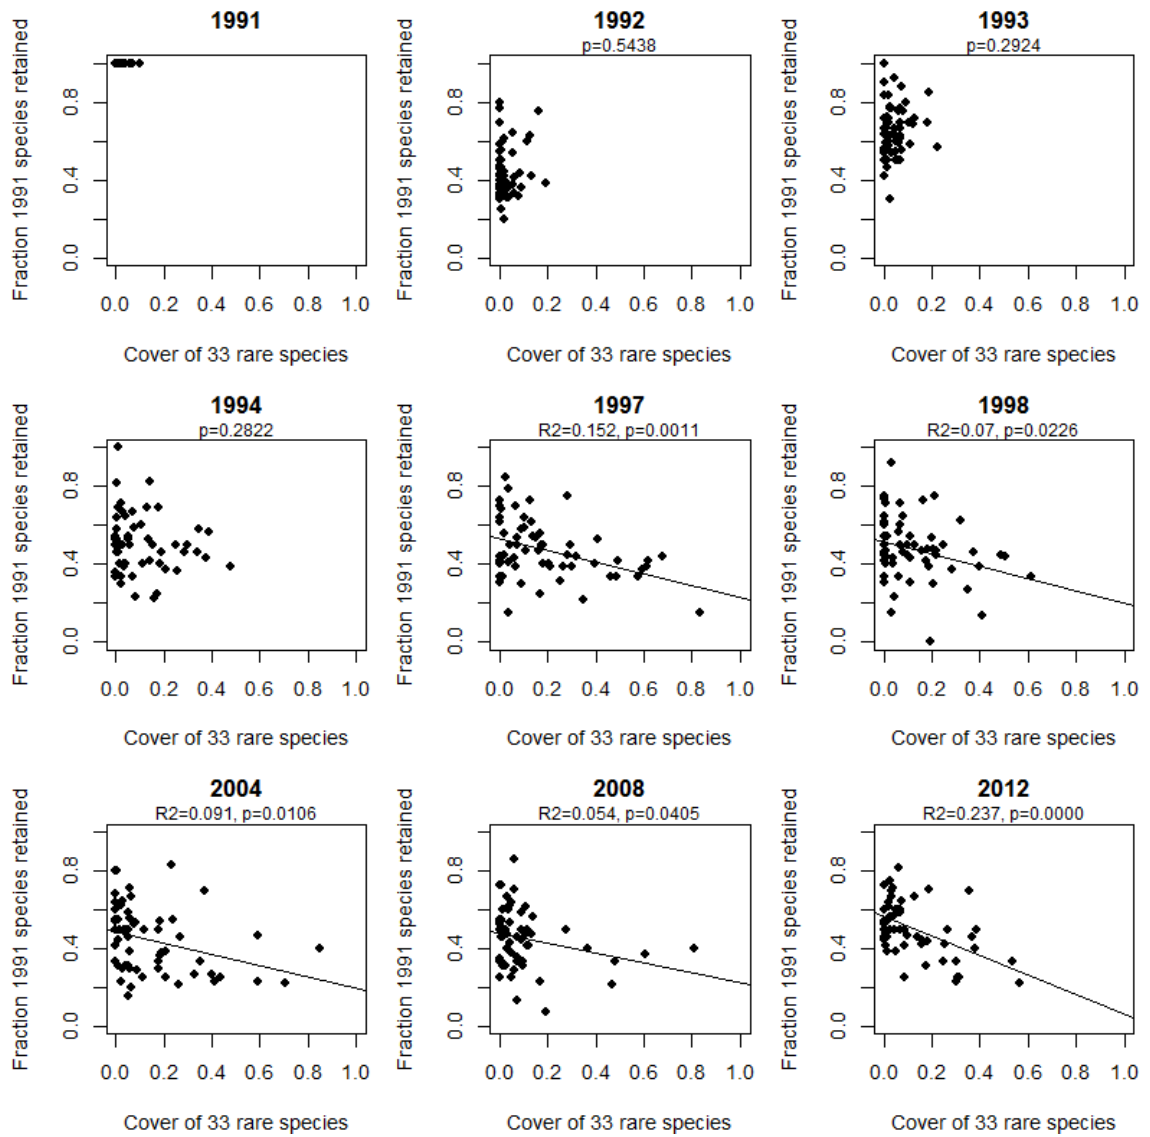 1991
Fraction 1991 species retained
0.0 0.4 0.8
0.0 0.2 0.4 0.6 0.8 1.0
Cover of 33 rare species
1992
p=0.5438
Fraction 1991 species retained
0.0 0.4 0.8
0.0 0.2 0.4 0.6 0.8 1.0
Cover of 33 rare species
1993
p=0.2924
Fraction 1991 species retained
0.0 0.4 0.8
0.0 0.2 0.4 0.6 0.8 1.0
Cover of 33 rare species
1994
p=0.2822
Fraction 1991 species retained
0.0 0.4 0.8
0.0 0.2 0.4 0.6 0.8 1.0
Cover of 33 rare species
1997
R2=0.152, p=0.0011
Fraction 1991 species retained
0.0 0.4 0.8
0.0 0.2 0.4 0.6 0.8 1.0
Cover of 33 rare species
1998
R2=0.07, p=0.0226
Fraction 1991 species retained
0.0 0.4 0.8
0.0 0.2 0.4 0.6 0.8 1.0
Cover of 33 rare species
2004
R2=0.091, p=0.0106
Fraction 1991 species retained
0.0 0.4 0.8
0.0 0.2 0.4 0.6 0.8 1.0
Cover of 33 rare species
2008
R2=0.054, p=0.0405
Fraction 1991 species retained
0.0 0.4 0.8
0.0 0.2 0.4 0.6 0.8 1.0
Cover of 33 rare species
2012
R2=0.237, p=0.0000
Fraction 1991 species retained
0.0 0.4 0.8
0.0 0.2 0.4 0.6 0.8 1.0
Cover of 33 rare species